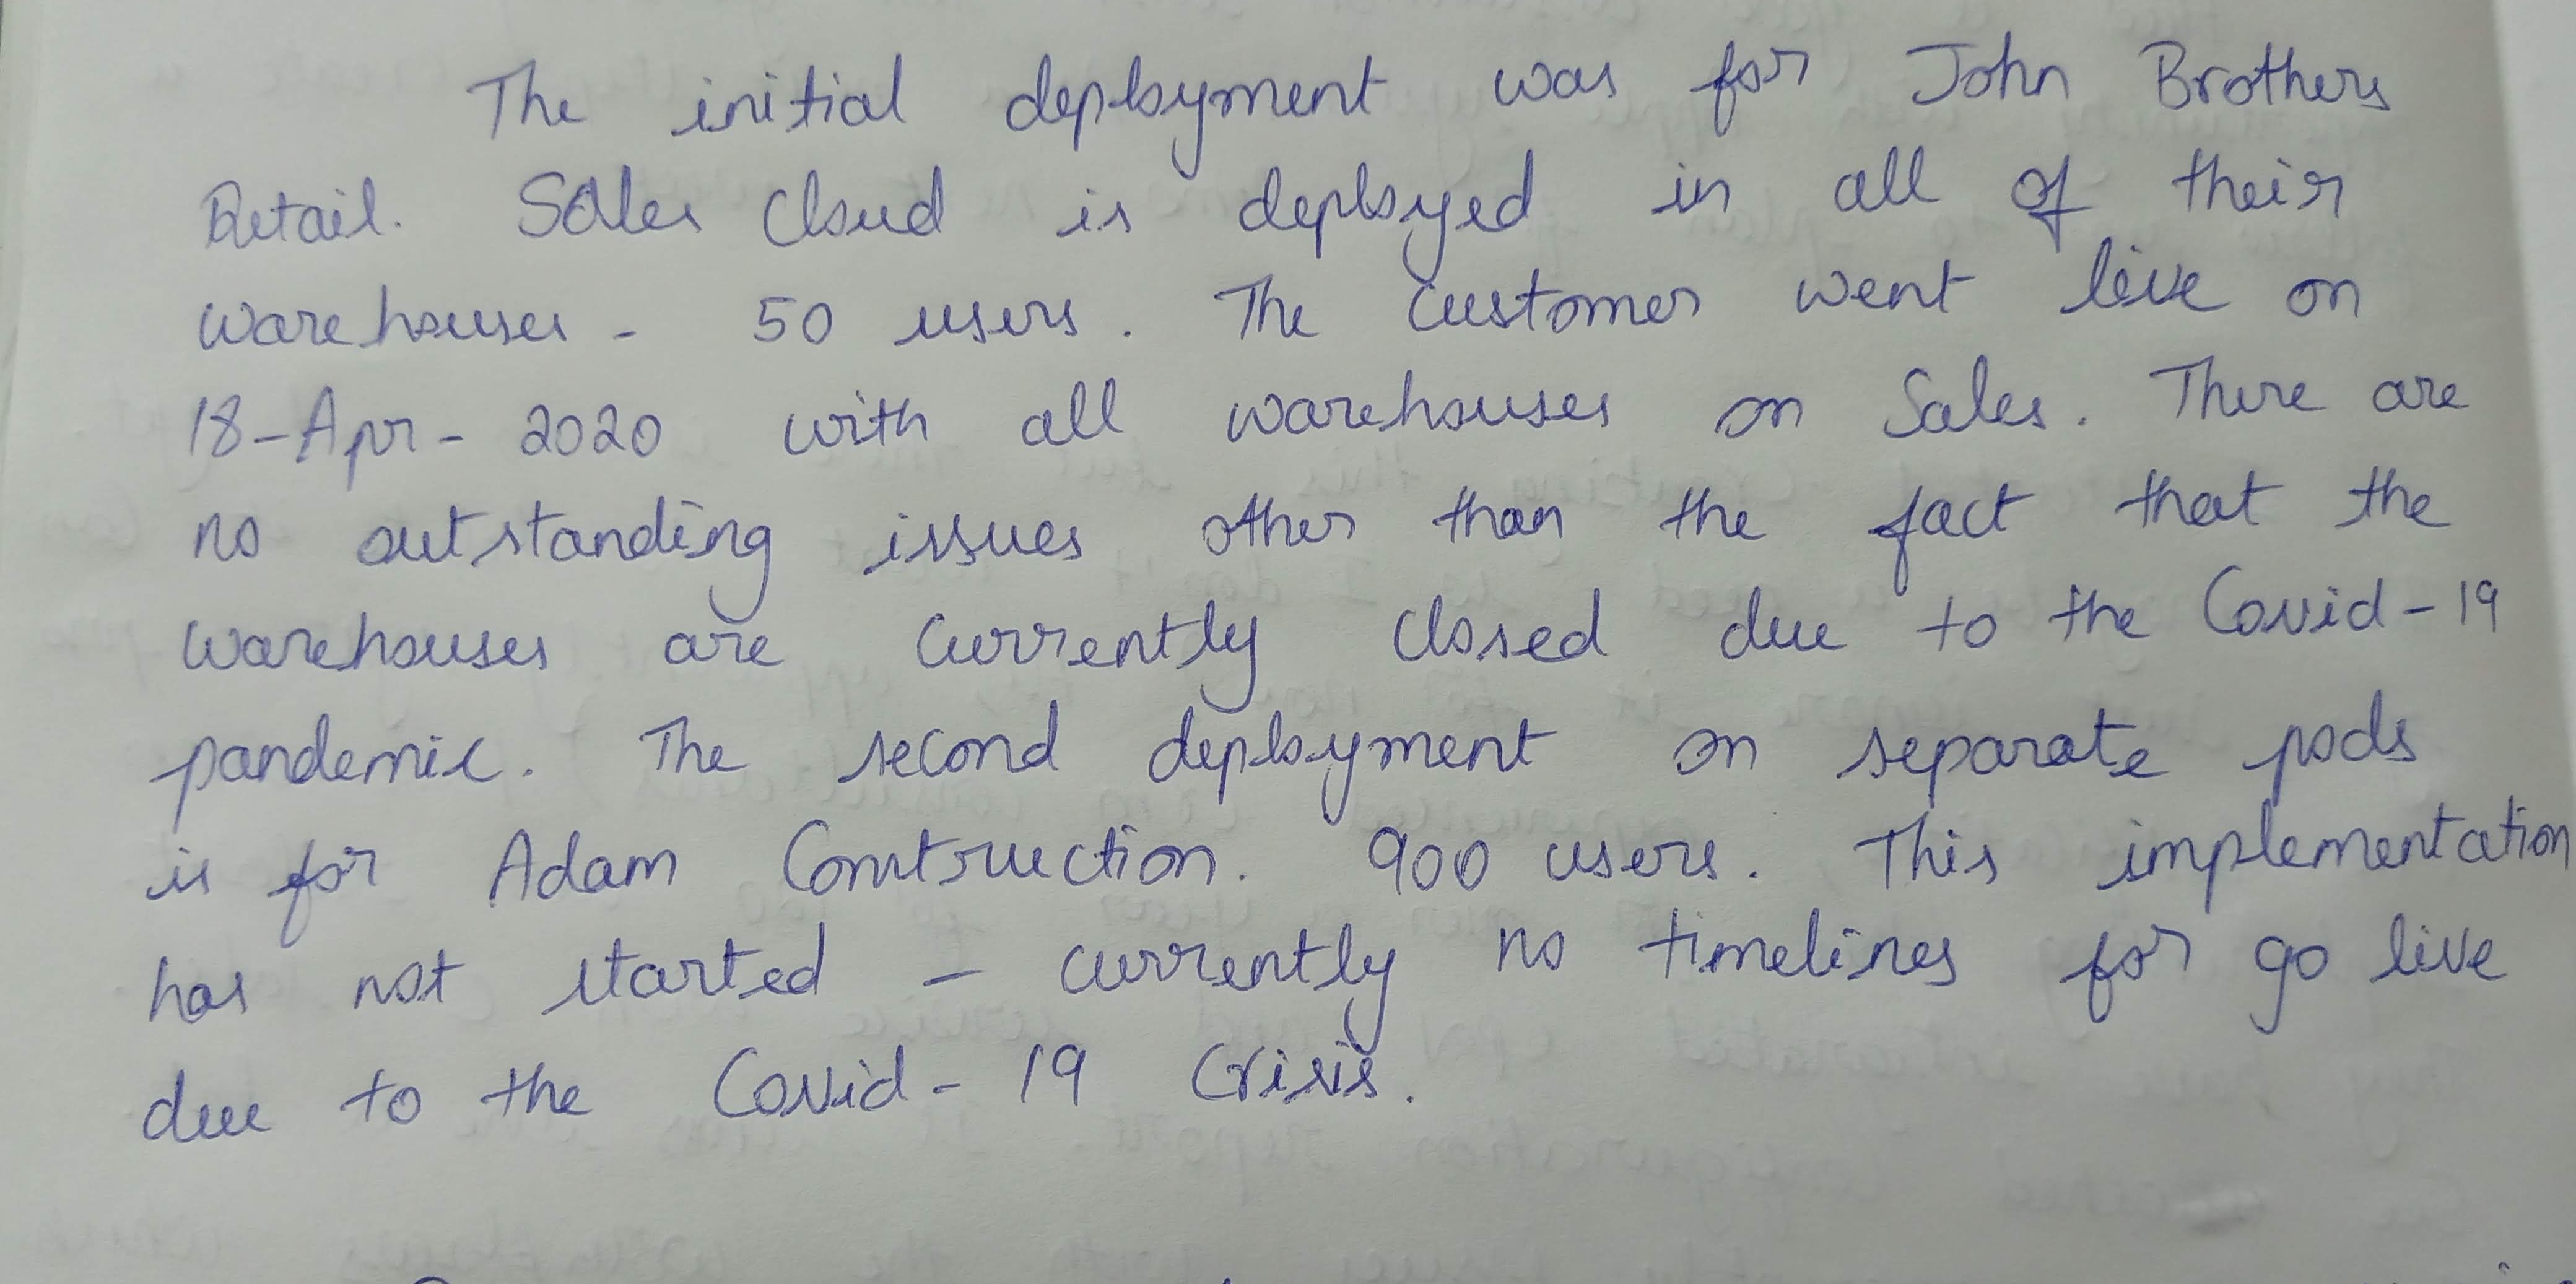 The initial deployment was for John Brothers
Retail. Sales Cloud is deployed in all of their
warehouses - 50 users. The Customer went live on
18-Apr-2020 with all warehouses on Sales. There are
no outstanding issues other than the fact that the
warehouses are currently closed due to the Covid-19
pandemic. The second deployment on separate pods
is for Adam Construction. 900 users. This implementation
has not started - currently no timelines for go live
due to the Covid-19 Crisis.